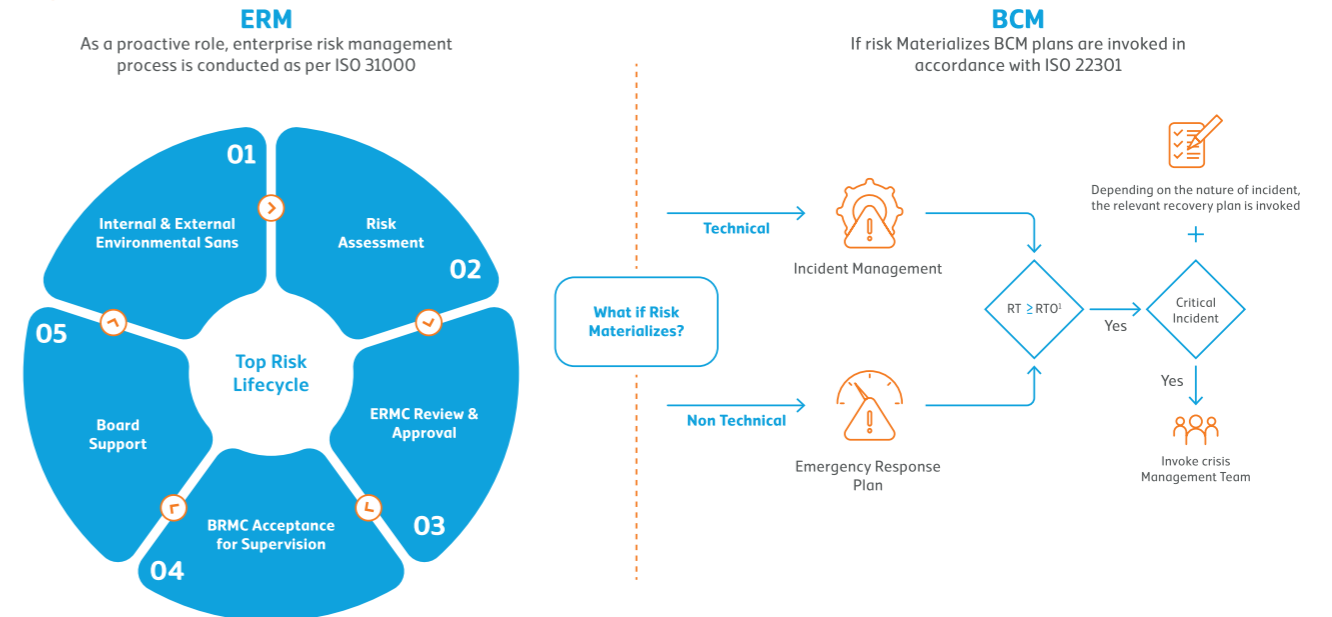 ERM
As a proactive role, enterprise risk management
process is conducted as per ISO 31000
01
Internal & External
Environmental Sans
Risk
Assessment
02
ERMC Review &
Approval
03
BRMC Acceptance
for Supervision
04
05
Board
Support
Top Risk
Lifecycle
What if Risk
Materializes?
BCM
If risk Materializes BCM plans are invoked in
accordance with ISO 22301
Technical
Incident Management
Non Technical
Emergency Response
Plan
RT ≥ RTO¹
Yes
Depending on the nature of incident,
the relevant recovery plan is invoked
+
Critical
Incident
Yes
Invoke crisis
Management Team